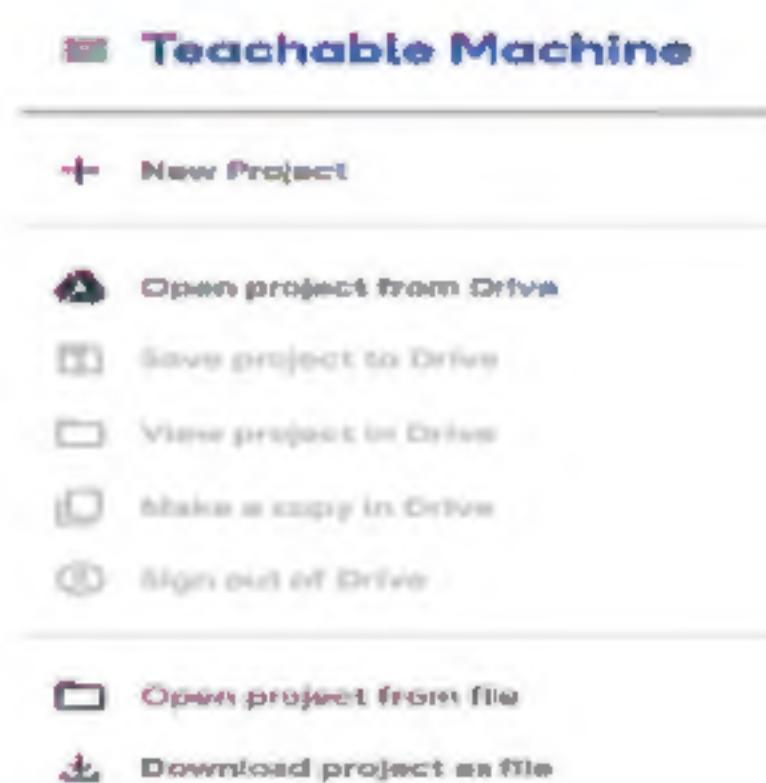 Teachable Machine
New Project
Open project from Drive
Save project to Drive
View project in Drive
Make a copy in Drive
Sign out of Drive
Open project from file
Download project as file